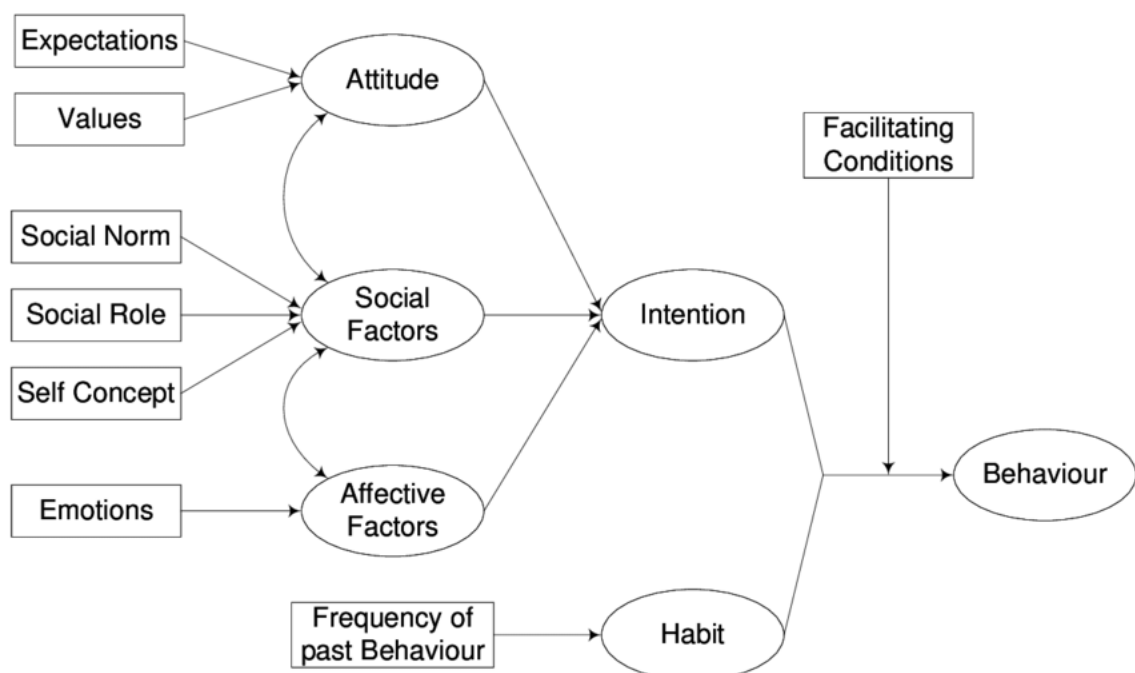 Expectations
Values
Attitude
Facilitating
Conditions
Social Norm
Social Role
Self Concept
Social
Factors
Intention
Emotions
Affective
Factors
Behaviour
Frequency of
past Behaviour
Habit